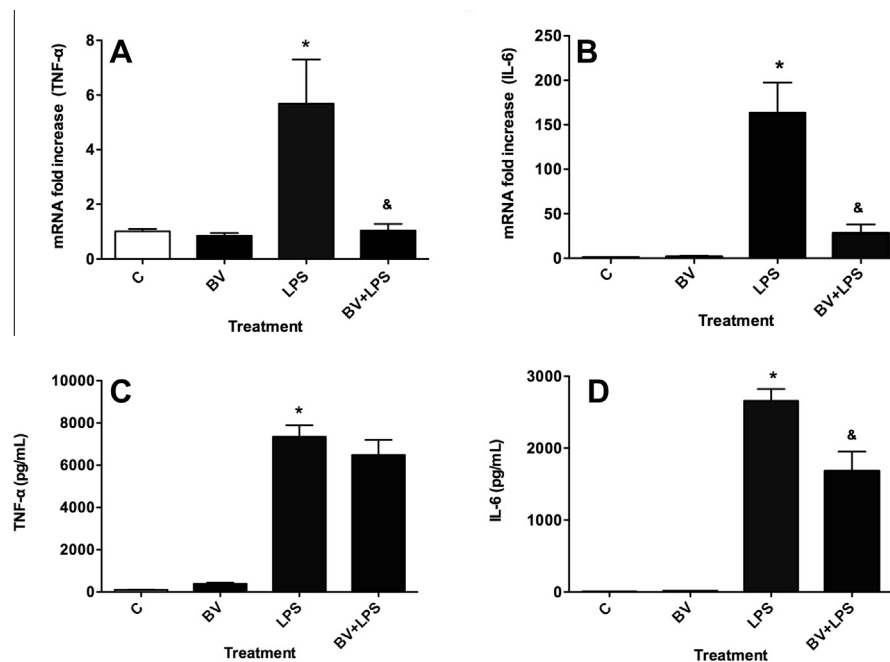 A
mRNA fold increase (TNF-α)
8
6
4
2
0
*
&
C
BV
LPS
BV+LPS
Treatment
B
mRNA fold increase (IL-6)
250
200
150
100
50
0
*
&
C
BV
LPS
BV+LPS
Treatment
C
TNF-α (pg/mL)
10000
8000
6000
4000
2000
0
*
C
BV
LPS
BV+LPS
Treatment
D
IL-6 (pg/mL)
3000
2000
1000
0
*
&
C
BV
LPS
BV+LPS
Treatment